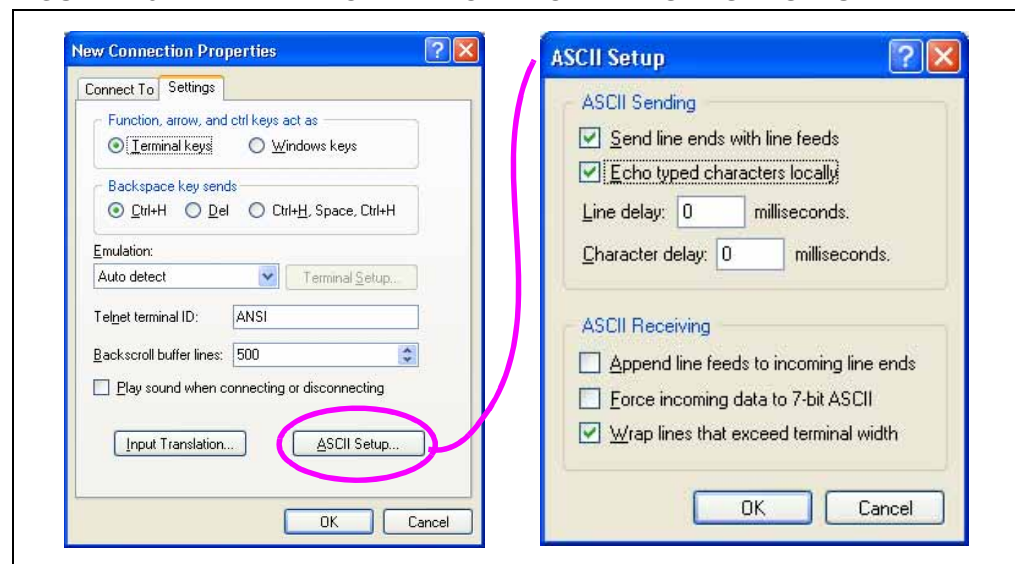 New Connection Properties
Connect To Settings
Function, arrow, and ctrl keys act as
Terminal keys Windows keys
Backspace key sends
Ctrl+H Del Ctrl+H, Space, Ctrl+H
Emulation:
Auto detect Terminal Setup...
Telnet terminal ID: ANSI
Backscroll buffer lines: 500
Play sound when connecting or disconnecting
Input Translation... ASCII Setup...
OK Cancel
ASCII Setup
ASCII Sending
Send line ends with line feeds
Echo typed characters locally
Line delay: 0 milliseconds.
Character delay: 0 milliseconds.
ASCII Receiving
Append line feeds to incoming line ends
Force incoming data to 7-bit ASCII
Wrap lines that exceed terminal width
OK Cancel